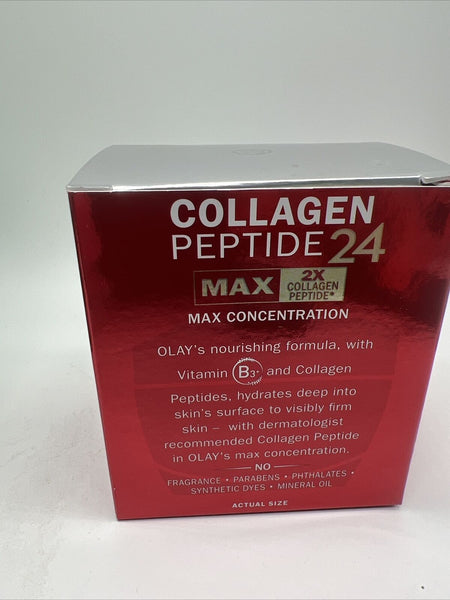 COLLAGEN
PEPTIDE24
MAX 2X COLLAGEN PEPTIDE*
MAX CONCENTRATION
OLAY's nourishing formula, with
Vitamin B3+ and Collagen
Peptides, hydrates deep into
skin's surface to visibly firm
skin – with dermatologist
recommended Collagen Peptide
in OLAY's max concentration.
NO
FRAGRANCE • PARABENS • PHTHALATES •
SYNTHETIC DYES • MINERAL OIL
ACTUAL SIZE